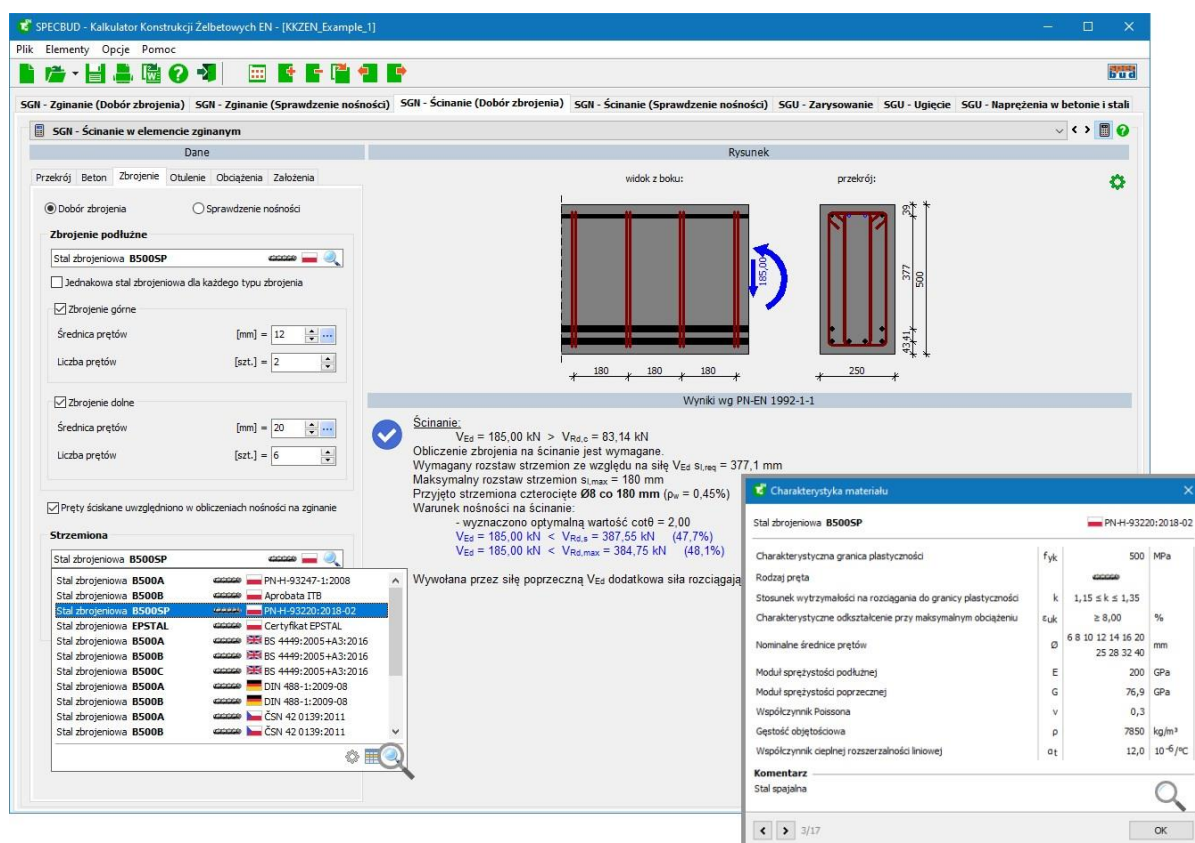 SPECBUD - Kalkulator Konstrukcji Żelbetowych EN - [KKZEN_Example_1]
Plik Elementy Opcje Pomoc
spec bud
SGN - Zginanie (Dobór zbrojenia) SGN - Zginanie (Sprawdzenie nośności) SGN - Ścinanie (Dobór zbrojenia) SGN - Ścinanie (Sprawdzenie nośności) SGU - Zarysowanie SGU - Ugięcie SGU - Naprężenia w betonie i stali
SGN - Ścinanie w elemencie zginanym
Dane
Przekrój Beton Zbrojenie Otulenie Obciążenia Założenia
Dobór zbrojenia Sprawdzenie nośności
Zbrojenie podłużne
Stal zbrojeniowa B500SP
Jednakowa stal zbrojeniowa dla każdego typu zbrojenia
Zbrojenie górne
Średnica prętów [mm] = 12
Liczba prętów [szt.] = 2
Zbrojenie dolne
Średnica prętów [mm] = 20
Liczba prętów [szt.] = 6
Pręty ściskane uwzględniono w obliczeniach nośności na zginanie
Strzemiona
Stal zbrojeniowa B500SP
Stal zbrojeniowa B500A PN-H-93247-1:2008
Stal zbrojeniowa B500B Aprobata ITB
Stal zbrojeniowa B500SP PN-H-93220:2018-02
Stal zbrojeniowa EPSTAL Certyfikat EPSTAL
Stal zbrojeniowa B500A BS 4449:2005+A3:2016
Stal zbrojeniowa B500B BS 4449:2005+A3:2016
Stal zbrojeniowa B500C BS 4449:2005+A3:2016
Stal zbrojeniowa B500A DIN 488-1:2009-08
Stal zbrojeniowa B500B DIN 488-1:2009-08
Stal zbrojeniowa B500A ČSN 42 0139:2011
Stal zbrojeniowa B500B ČSN 42 0139:2011
Rysunek
widok z boku: przekrój:
185,00
39
377
500
41
43
180 180 180 250
Wyniki wg PN-EN 1992-1-1
Ścinanie:
VEd = 185,00 kN > VRd,c = 83,14 kN
Obliczenie zbrojenia na ścinanie jest wymagane.
Wymagany rozstaw strzemion ze względu na siłę VEd sl,req = 377,1 mm
Maksymalny rozstaw strzemion sl,max = 180 mm
Przyjęto strzemiona czterocięte Ø8 co 180 mm (ρw = 0,45%)
Warunek nośności na ścinanie:
- wyznaczono optymalną wartość cotθ = 2,00
VEd = 185,00 kN < VRd,s = 387,55 kN (47,7%)
VEd = 185,00 kN < VRd,max = 384,75 kN (48,1%)
Wywołana przez siłę poprzeczną VEd dodatkowa siła rozciągają
Charakterystyka materiału
Stal zbrojeniowa B500SP PN-H-93220:2018-02
Charakterystyczna granica plastyczności fyk 500 MPa
Rodzaj pręta
Stosunek wytrzymałości na rozciągania do granicy plastyczności k 1,15 ≤ k ≤ 1,35
Charakterystyczne odkształcenie przy maksymalnym obciążeniu εuk ≥ 8,00 %
Nominalne średnice prętów Ø 6 8 10 12 14 16 20
25 28 32 40 mm
Moduł sprężystości podłużnej E 200 GPa
Moduł sprężystości poprzecznej G 76,9 GPa
Współczynnik Poissona ν 0,3
Gęstość objętościowa ρ 7850 kg/m³
Współczynnik cieplnej rozszerzalności liniowej αt 12,0 10⁻⁶/°C
Komentarz
Stal spajalna
3/17 OK